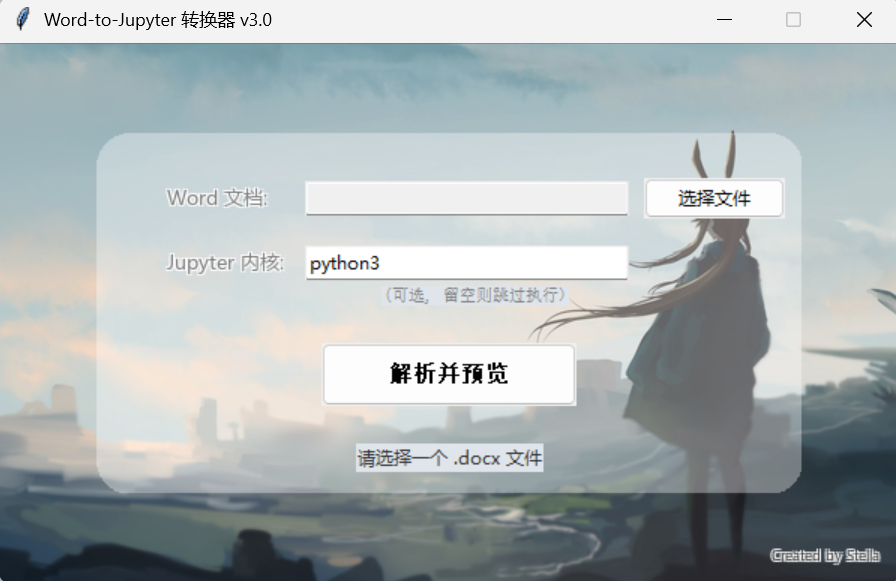 Word-to-Jupyter 转换器 v3.0
Word 文档:
选择文件
Jupyter 内核:
python3
（可选，留空则跳过执行）
解析并预览
请选择一个 .docx 文件
Created by Stella